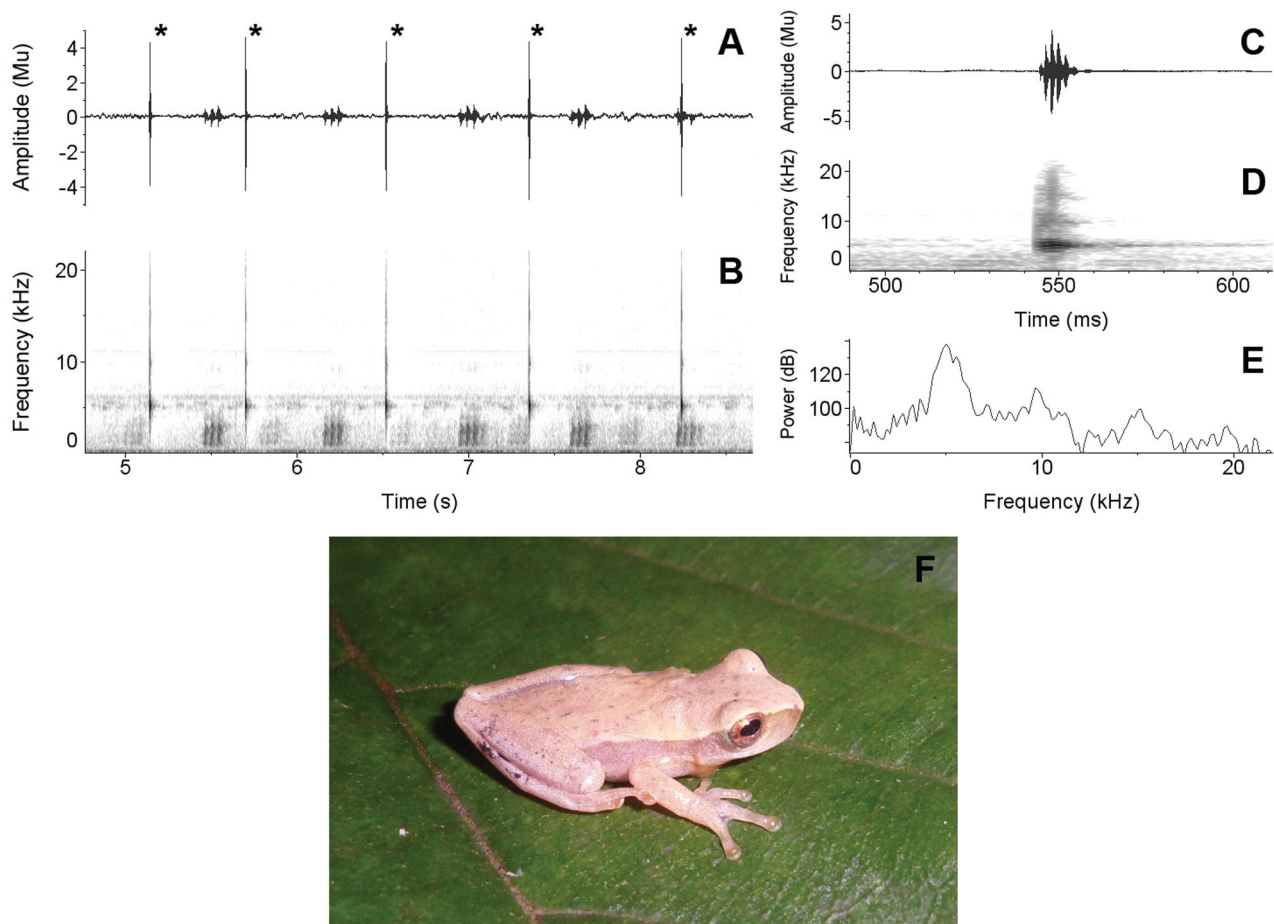 * * * * *
A
Amplitude (Mu)
4
2
0
-2
-4
B
Frequency (kHz)
20
10
0
5 6 7 8
Time (s)
C
Amplitude (Mu)
5
0
-5
D
Frequency (kHz)
20
10
0
500 550 600
Time (ms)
E
Power (dB)
120
100
0 10 20
Frequency (kHz)
F